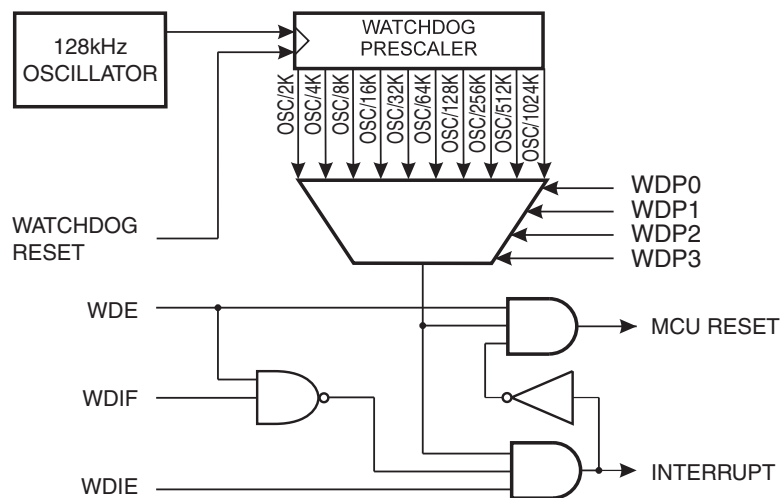 128kHz
OSCILLATOR
WATCHDOG
PRESCALER
OSC/2K
OSC/4K
OSC/8K
OSC/16K
OSC/32K
OSC/64K
OSC/128K
OSC/256K
OSC/512K
OSC/1024K
WDP0
WDP1
WDP2
WDP3
WATCHDOG
RESET
WDE
MCU RESET
WDIF
INTERRUPT
WDIE